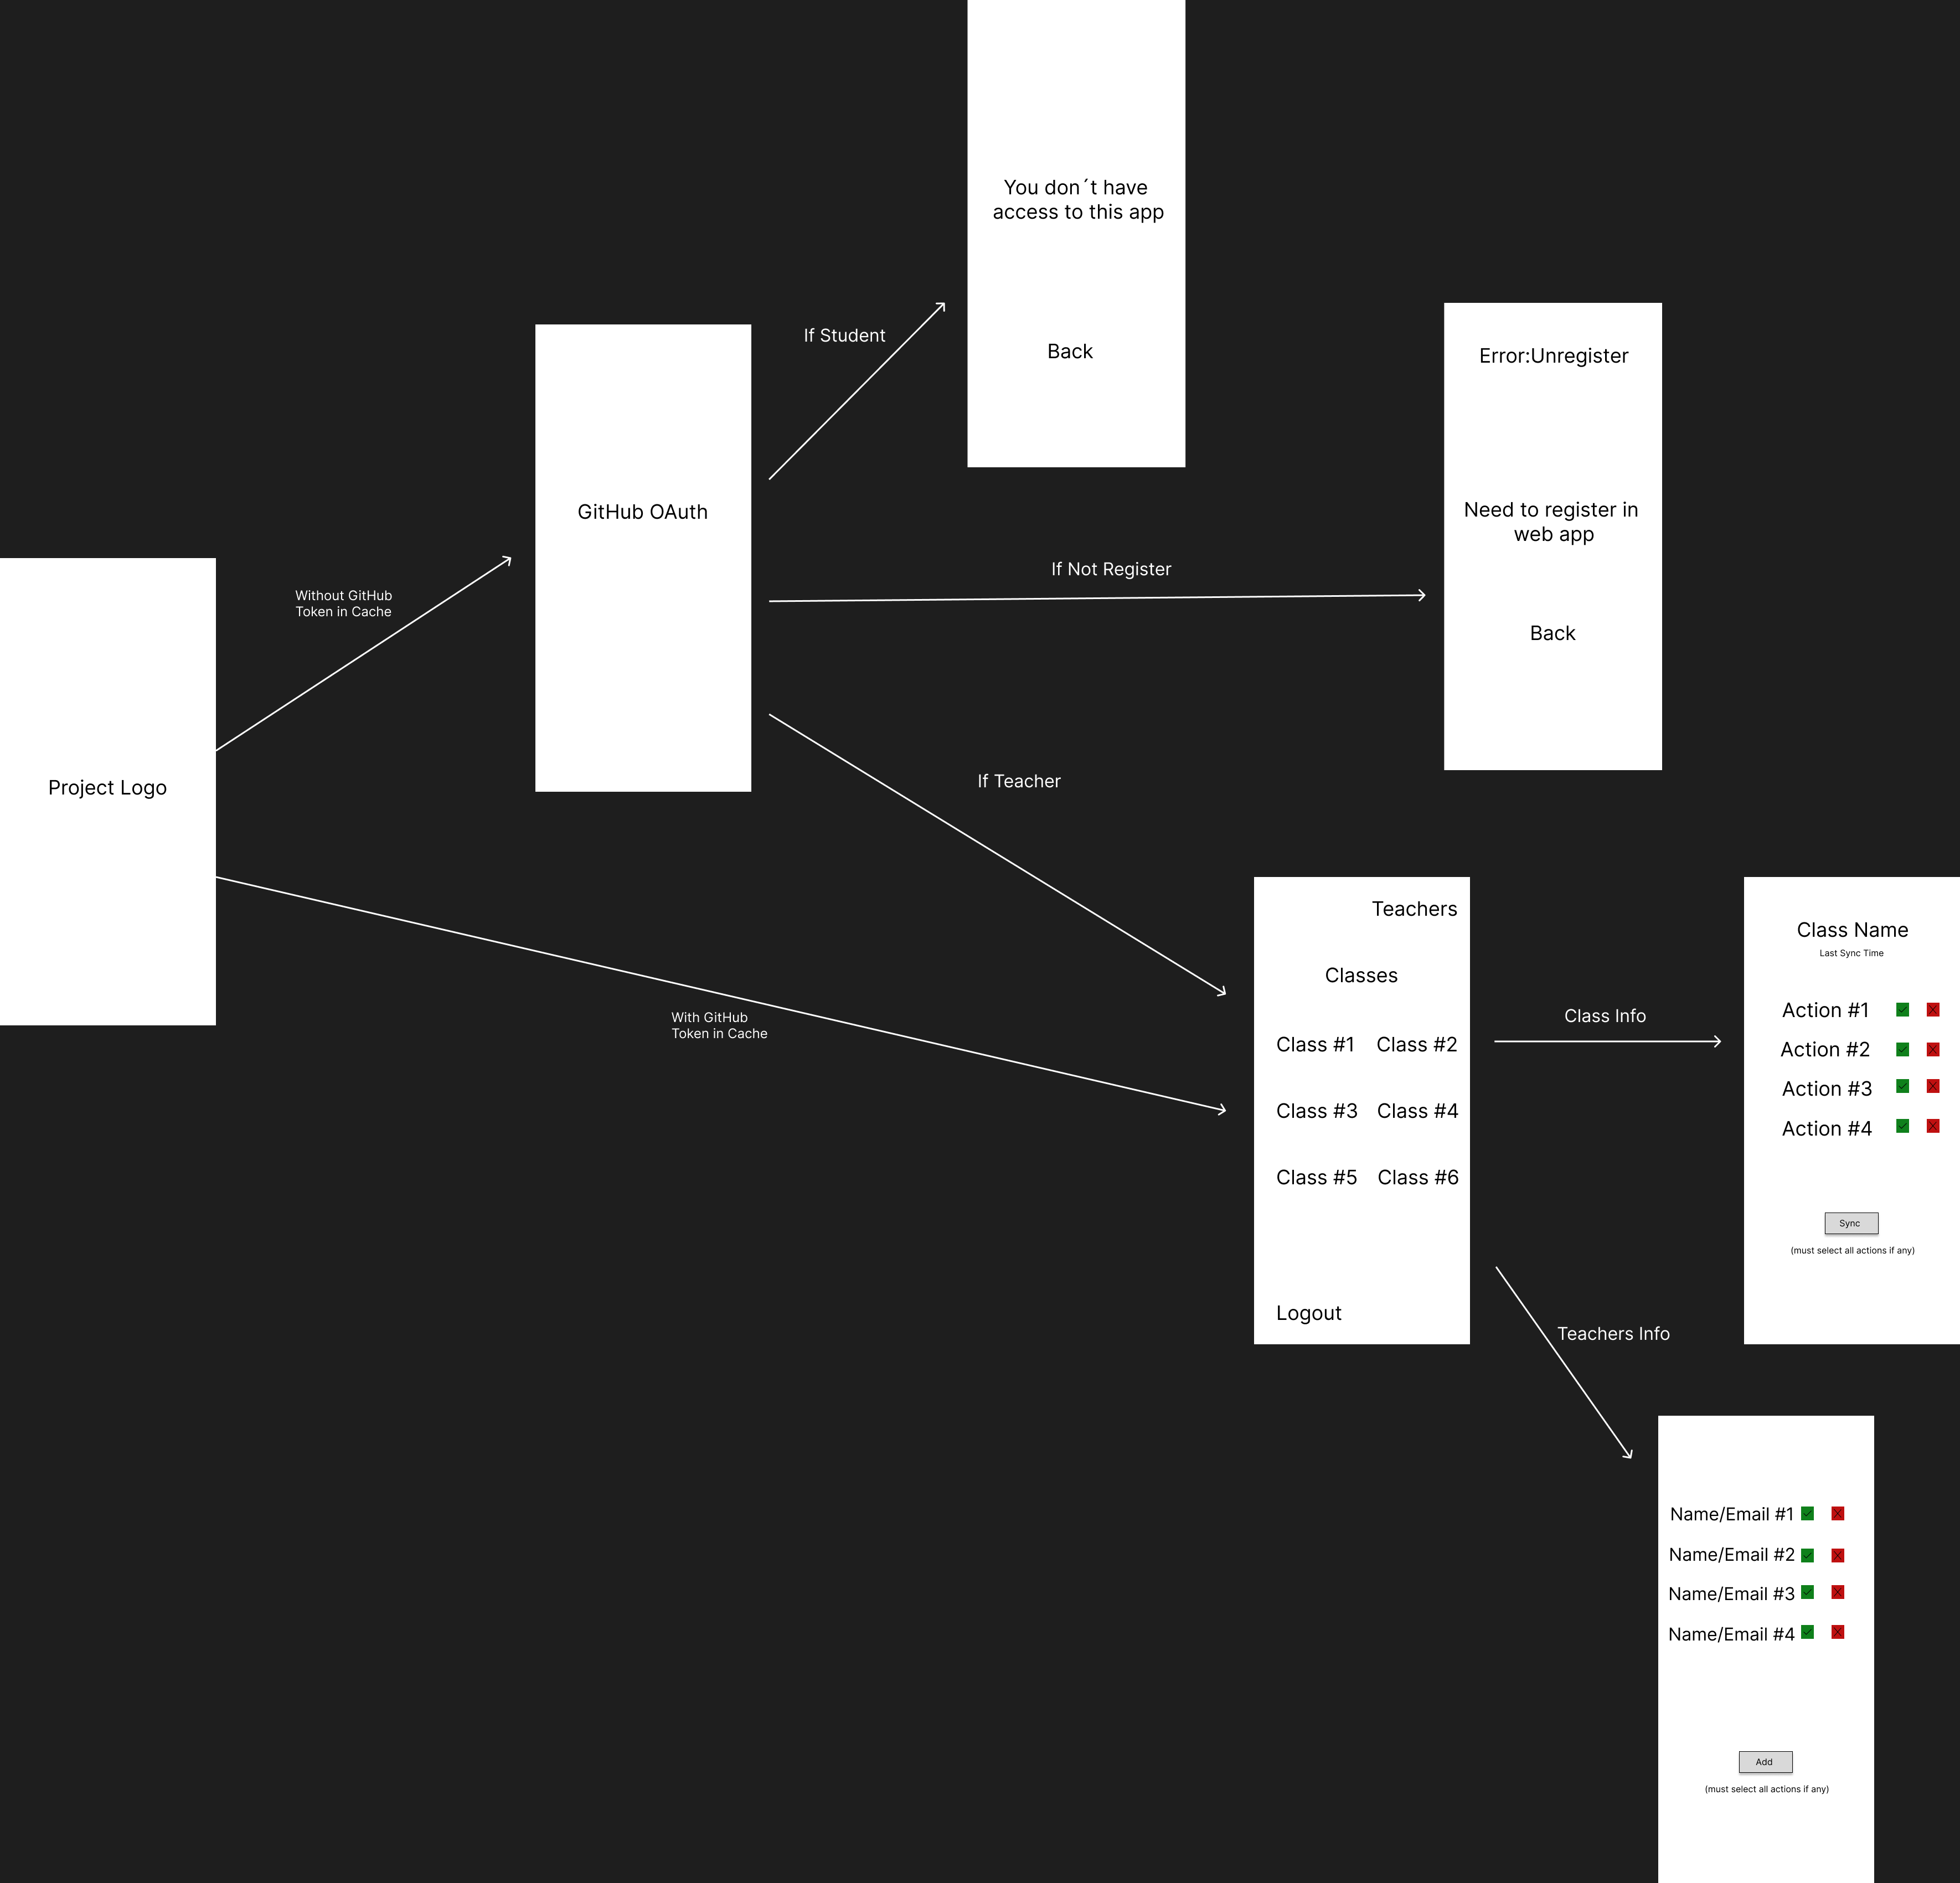 Project Logo
Without GitHub
Token in Cache
With GitHub
Token in Cache
GitHub OAuth
If Student
You don´t have
access to this app
Back
If Not Register
Error:Unregister
Need to register in
web app
Back
If Teacher
Teachers
Classes
Class #1 Class #2
Class #3 Class #4
Class #5 Class #6
Logout
Class Info
Class Name
Last Sync Time
Action #1
Action #2
Action #3
Action #4
Sync
(must select all actions if any)
Teachers Info
Name/Email #1
Name/Email #2
Name/Email #3
Name/Email #4
Add
(must select all actions if any)